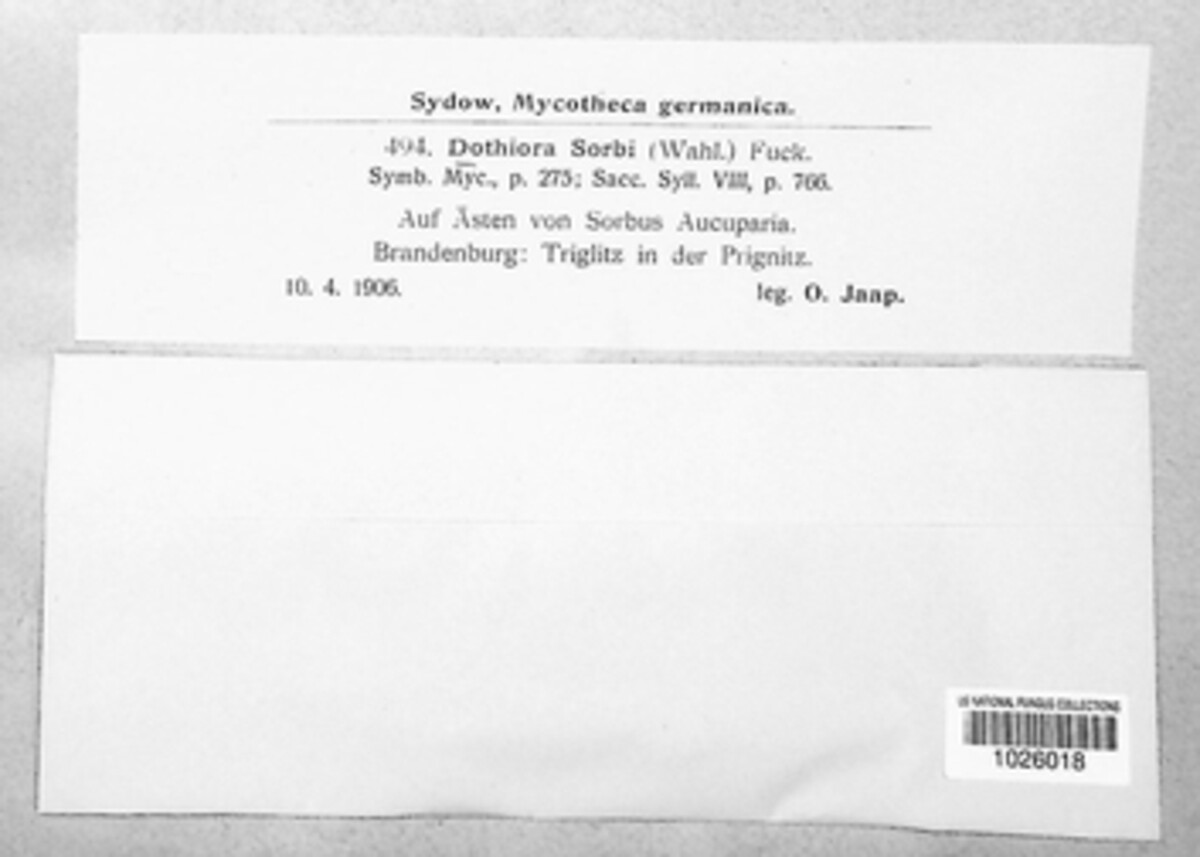 Sydow, Mycotheca germanica.
494. Dothiora Sorbi (Wahl.) Fuck.
Symb. Myc., p. 275; Sacc. Syll. VIII, p. 766.
Auf Ästen von Sorbus Aucuparia.
Brandenburg: Triglitz in der Prignitz.
10. 4. 1906. leg. O. Jaap.
US NATIONAL FUNGUS COLLECTIONS
1026018